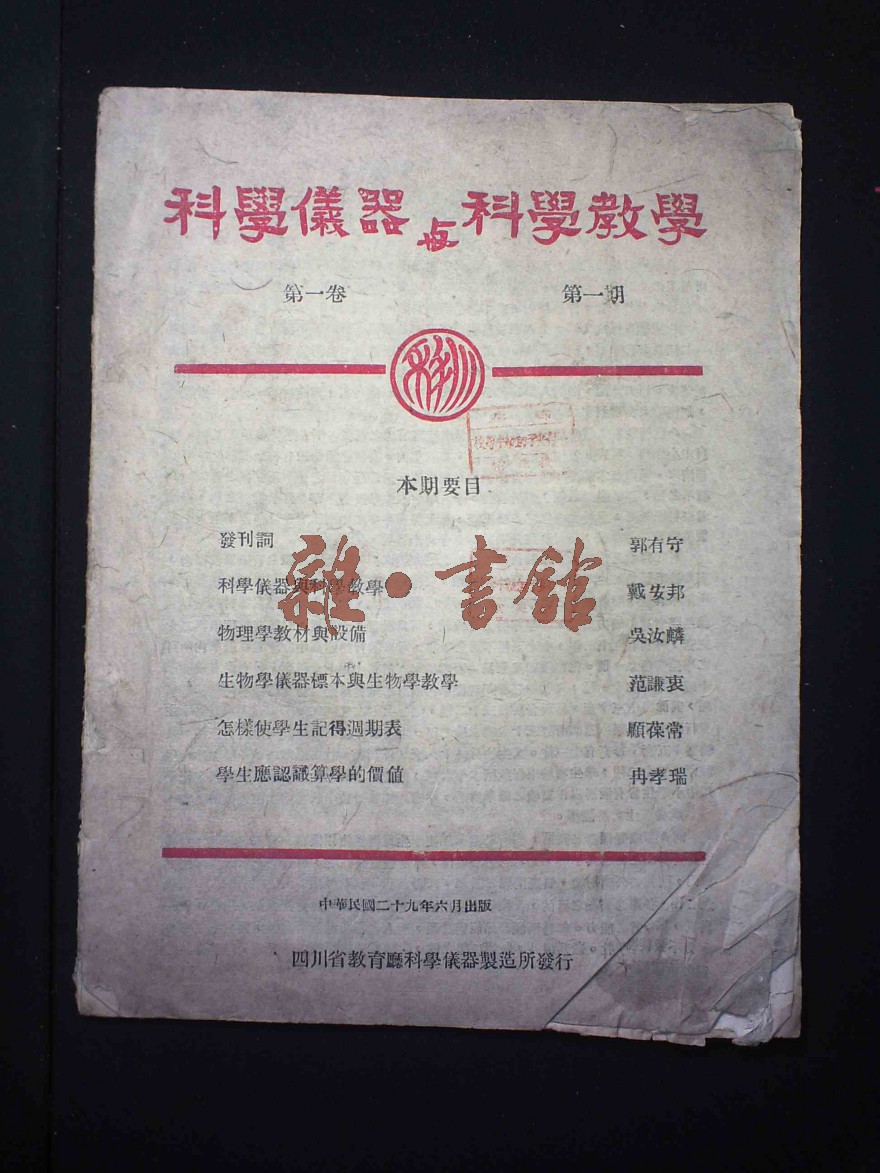 科學儀器與科學教學
第一卷 第一期
本期要目
發刊詞 郭有守
科學儀器與科學教學 戴安邦
物理學教材與設備 吳汝麟
生物學儀器標本與生物學教學 范謙衷
怎樣使學生記得週期表 顧葆常
學生應認識算學的價值 冉孝瑞
雜·書館
中華民國二十九年六月出版
四川省教育廳科學儀器製造所發行